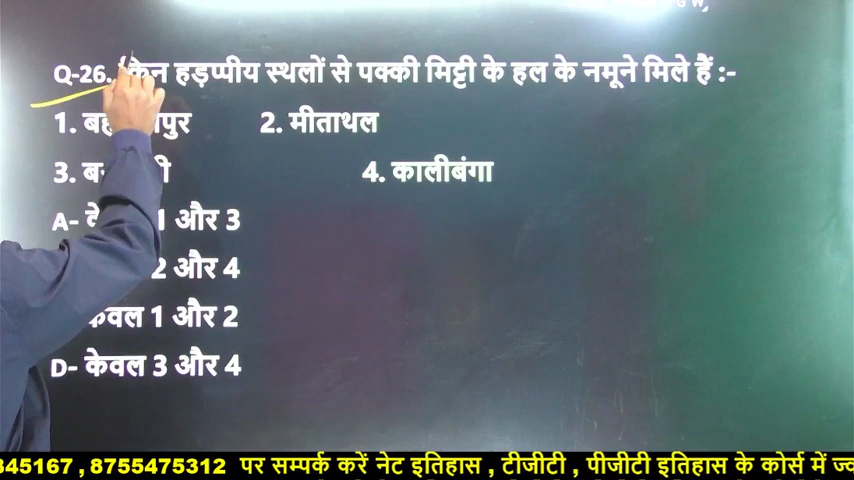 Q-26. किन हड़प्पीय स्थलों से पक्की मिट्टी के हल के नमूने मिले हैं :-
1. पुर 2. मीताथल
3. 4. कालीबंगा
A- 1 और 3
2 और 4
केवल 1 और 2
D- केवल 3 और 4
345167 , 8755475312 पर सम्पर्क करें नेट इतिहास , टीजीटी , पीजीटी इतिहास के कोर्स में